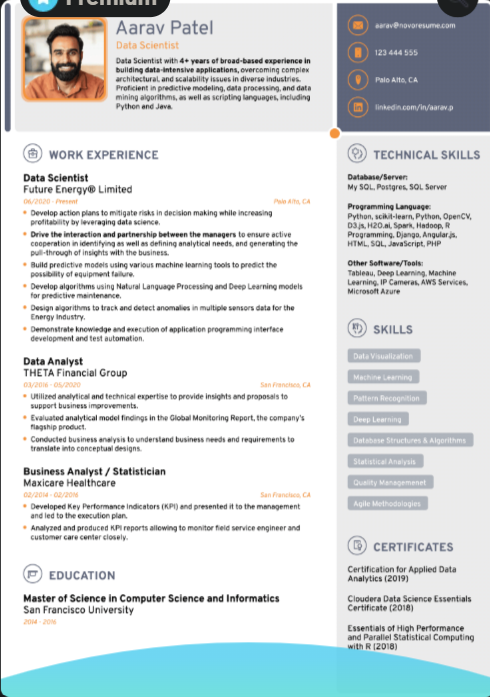 Premium
Aarav Patel
Data Scientist
Data Scientist with 4+ years of broad-based experience in
building data-intensive applications, overcoming complex
architectural, and scalability issues in diverse industries.
Proficient in predictive modeling, data processing, and data
mining algorithms, as well as scripting languages, including
Python and Java.
aarav@novoresume.com
123 444 555
Palo Alto, CA
linkedin.com/in/aarav.p
WORK EXPERIENCE
Data Scientist
Future Energy® Limited
06/2020 - Present
Palo Alto, CA
Develop action plans to mitigate risks in decision making while increasing
profitability by leveraging data science.
Drive the interaction and partnership between the managers to ensure active
cooperation in identifying as well as defining analytical needs, and generating the
pull-through of insights with the business.
Build predictive models using various machine learning tools to predict the
possibility of equipment failure.
Develop algorithms using Natural Language Processing and Deep Learning models
for predictive maintenance.
Design algorithms to track and detect anomalies in multiple sensors data for the
Energy Industry.
Demonstrate knowledge and execution of application programming interface
development and test automation.
Data Analyst
THETA Financial Group
03/2016 - 05/2020
San Francisco, CA
Utilized analytical and technical expertise to provide insights and proposals to
support business improvements.
Evaluated analytical model findings in the Global Monitoring Report, the company's
flagship product.
Conducted business analysis to understand business needs and requirements to
translate into conceptual designs.
Business Analyst / Statistician
Maxicare Healthcare
02/2014 - 02/2016
San Francisco, CA
Developed Key Performance Indicators (KPI) and presented it to the management
and led to the execution plan.
Analyzed and produced KPI reports allowing to monitor field service engineer and
customer care center closely.
EDUCATION
Master of Science in Computer Science and Informatics
San Francisco University
2014 - 2016
TECHNICAL SKILLS
Database/Server:
My SQL, Postgres, SQL Server
Programming Language:
Python, scikit-learn, Python, OpenCV,
D3.js, H2O.ai, Spark, Hadoop, R
Programming, Django, Angular.js,
HTML, SQL, JavaScript, PHP
Other Software/Tools:
Tableau, Deep Learning, Machine
Learning, IP Cameras, AWS Services,
Microsoft Azure
SKILLS
Data Visualization
Machine Learning
Pattern Recognition
Deep Learning
Database Structures & Algorithms
Statistical Analysis
Quality Managemenet
Agile Methodologies
CERTIFICATES
Certification for Applied Data
Analytics (2019)
Cloudera Data Science Essentials
Certificate (2018)
Essentials of High Performance
and Parallel Statistical Computing
with R (2018)